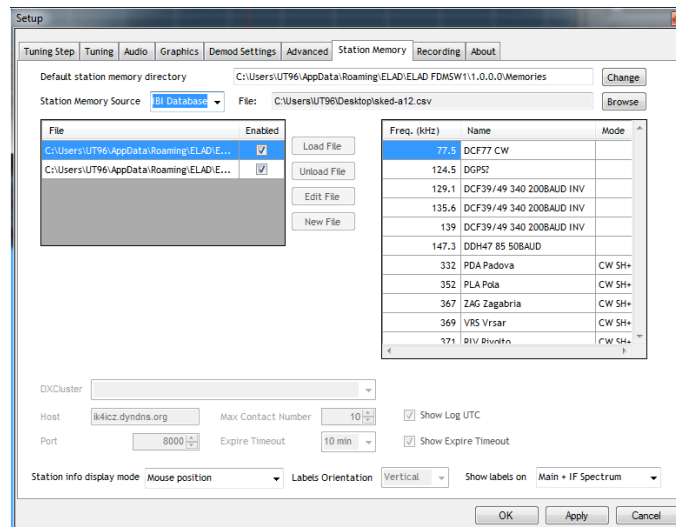 Setup
Tuning Step Tuning Audio Graphics Demod Settings Advanced Station Memory Recording About
Default station memory directory C:\Users\UT96\AppData\Roaming\ELAD\ELAD FDMSW1\1.0.0.0\Memories Change
Station Memory Source IBI Database File: C:\Users\UT96\Desktop\sked-a12.csv Browse
File Enabled
C:\Users\UT96\AppData\Roaming\ELAD\E...
C:\Users\UT96\AppData\Roaming\ELAD\E...
Load File
Unload File
Edit File
New File
Freq. (kHz) Name Mode
77.5 DCF77 CW
124.5 DGPS?
129.1 DCF39/49 340 200BAUD INV
135.6 DCF39/49 340 200BAUD INV
139 DCF39/49 340 200BAUD INV
147.3 DDH47 85 50BAUD
332 PDA Padova CW SH+
352 PLA Pola CW SH+
367 ZAG Zagabria CW SH+
369 VRS Vrsar CW SH+
371 RIV Rivolto CW SH+
DXCluster
Host ik4icz.dyndns.org Max Contact Number 10 Show Log UTC
Port 8000 Expire Timeout 10 min Show Expire Timeout
Station info display mode Mouse position Labels Orientation Vertical Show labels on Main + IF Spectrum
OK Apply Cancel